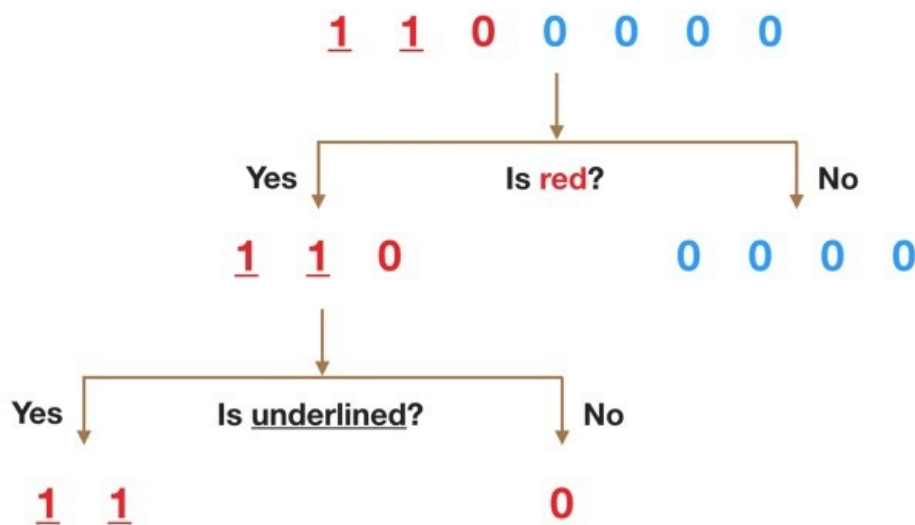 1 1 0 0 0 0 0
Yes Is red? No
1 1 0 0 0 0 0
Yes Is underlined? No
1 1 0